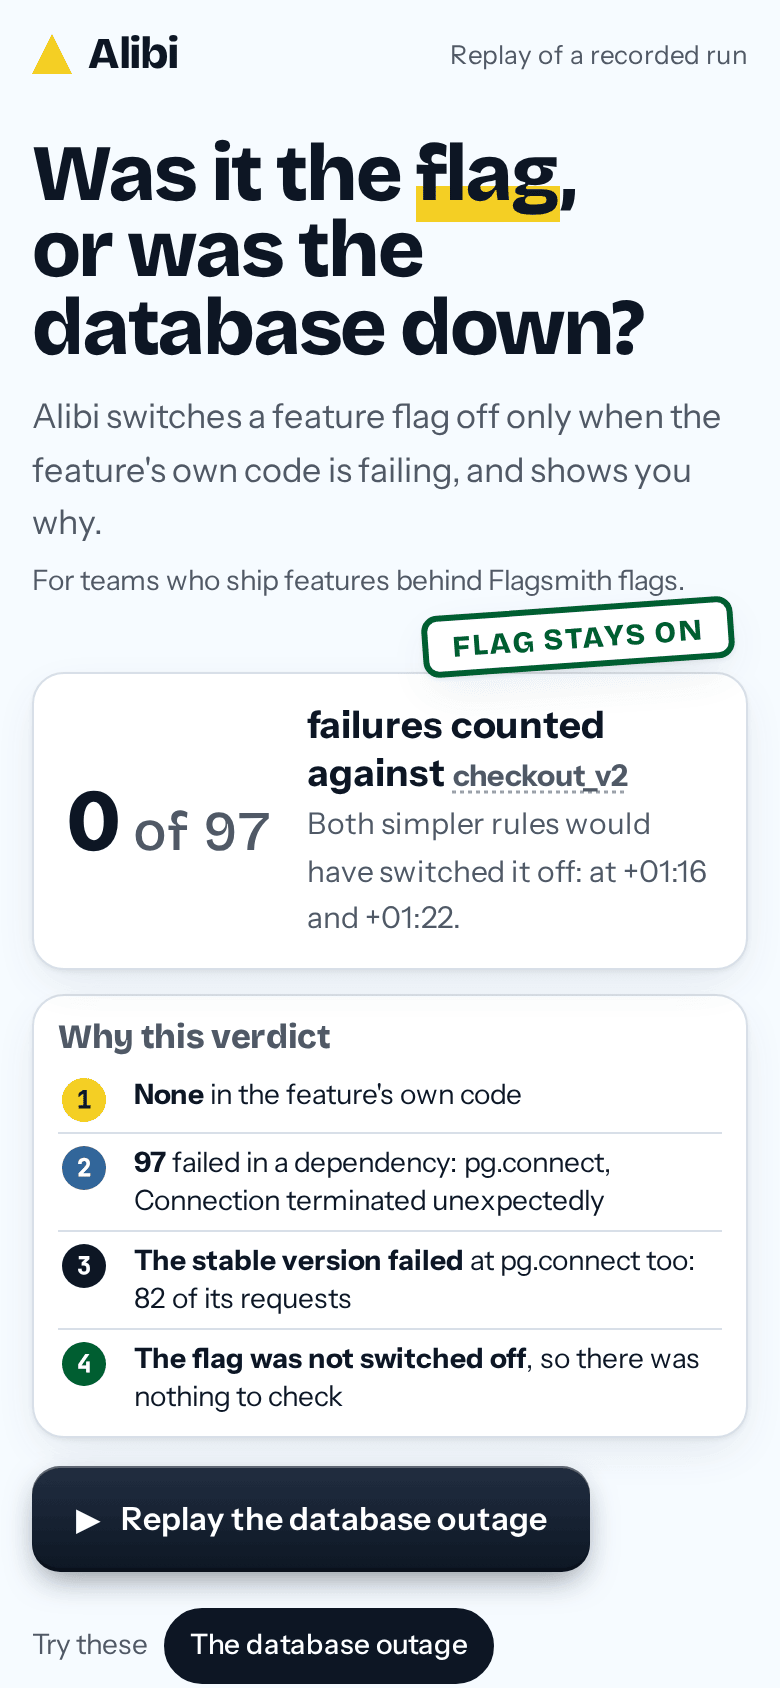 Alibi
Replay of a recorded run
Was it the flag,
or was the
database down?
Alibi switches a feature flag off only when the
feature's own code is failing, and shows you
why.
For teams who ship features behind Flagsmith flags.
FLAG STAYS ON
0 of 97
failures counted
against checkout_v2
Both simpler rules would
have switched it off: at +01:16
and +01:22.
Why this verdict
1 None in the feature's own code
2 97 failed in a dependency: pg.connect,
Connection terminated unexpectedly
3 The stable version failed at pg.connect too:
82 of its requests
4 The flag was not switched off, so there was
nothing to check
▶ Replay the database outage
Try these
The database outage